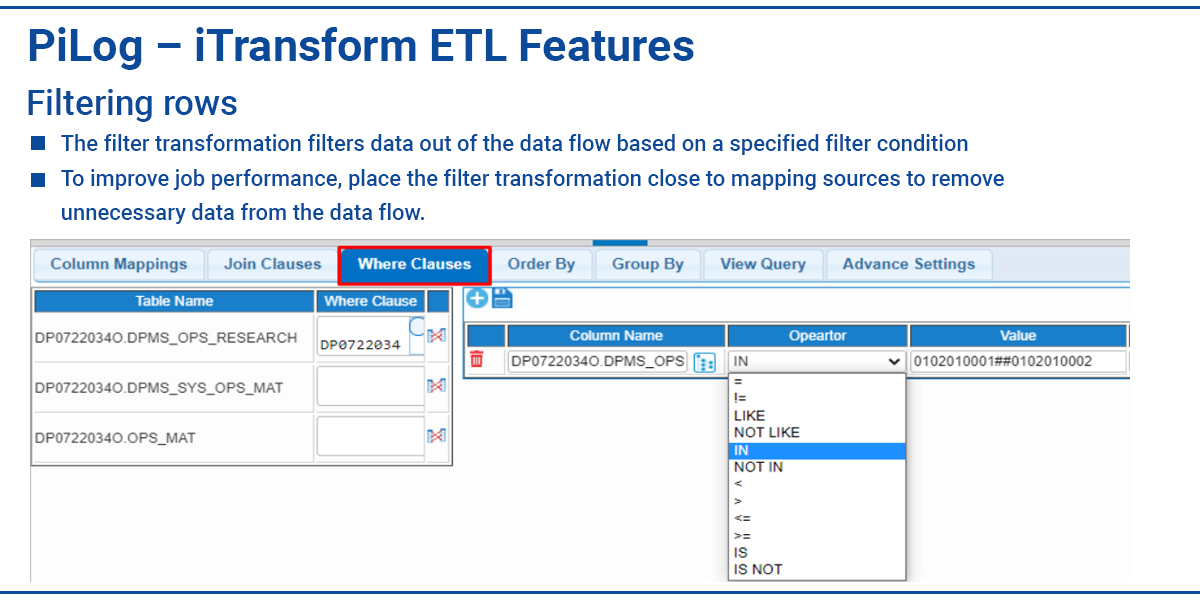 PiLog – iTransform ETL Features
Filtering rows
The filter transformation filters data out of the data flow based on a specified filter condition
To improve job performance, place the filter transformation close to mapping sources to remove
unnecessary data from the data flow.
Column Mappings Join Clauses Where Clauses Order By Group By View Query Advance Settings
Table Name Where Clause
DP0722034O.DPMS_OPS_RESEARCH DP0722034
DP0722034O.DPMS_SYS_OPS_MAT
DP0722034O.OPS_MAT
Column Name Opeartor Value
DP0722034O.DPMS_OPS IN 0102010001##0102010002
=
!=
LIKE
NOT LIKE
IN
NOT IN
<
>
<=
>=
IS
IS NOT